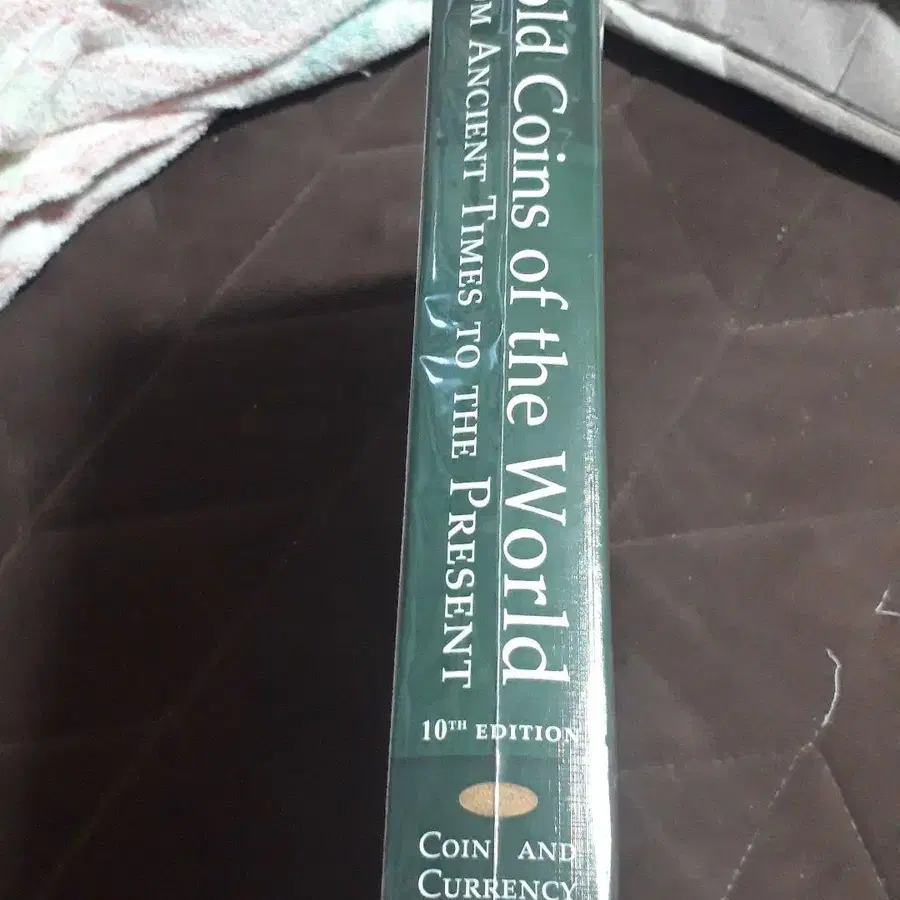 old Coins of the World
m Ancient Times to the Present
10TH EDITION
Coin and
Currency